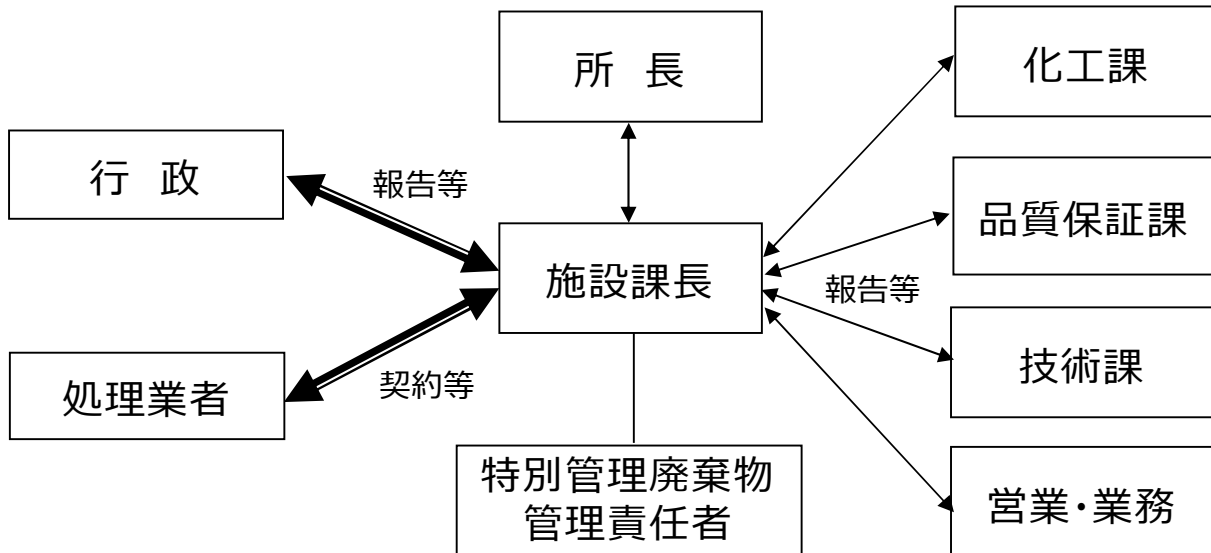 所 長
化工課
行 政
報告等
品質保証課
施設課長
報告等
技術課
処理業者
契約等
特別管理廃棄物
管理責任者
営業・業務